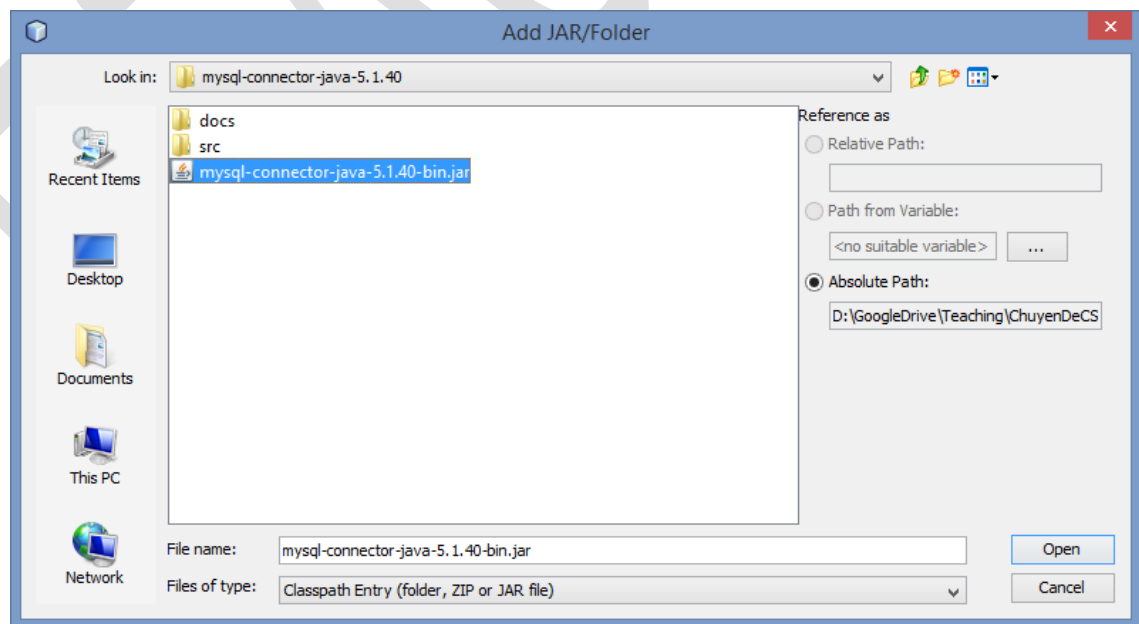 Add JAR/Folder
Look in:
mysql-connector-java-5.1.40
Recent Items
Desktop
Documents
This PC
Network
docs
src
mysql-connector-java-5.1.40-bin.jar
Reference as
Relative Path:
Path from Variable:
<no suitable variable>
...
Absolute Path:
D:\GoogleDrive\Teaching\ChuyenDeCS
File name:
mysql-connector-java-5.1.40-bin.jar
Open
Files of type:
Classpath Entry (folder, ZIP or JAR file)
Cancel